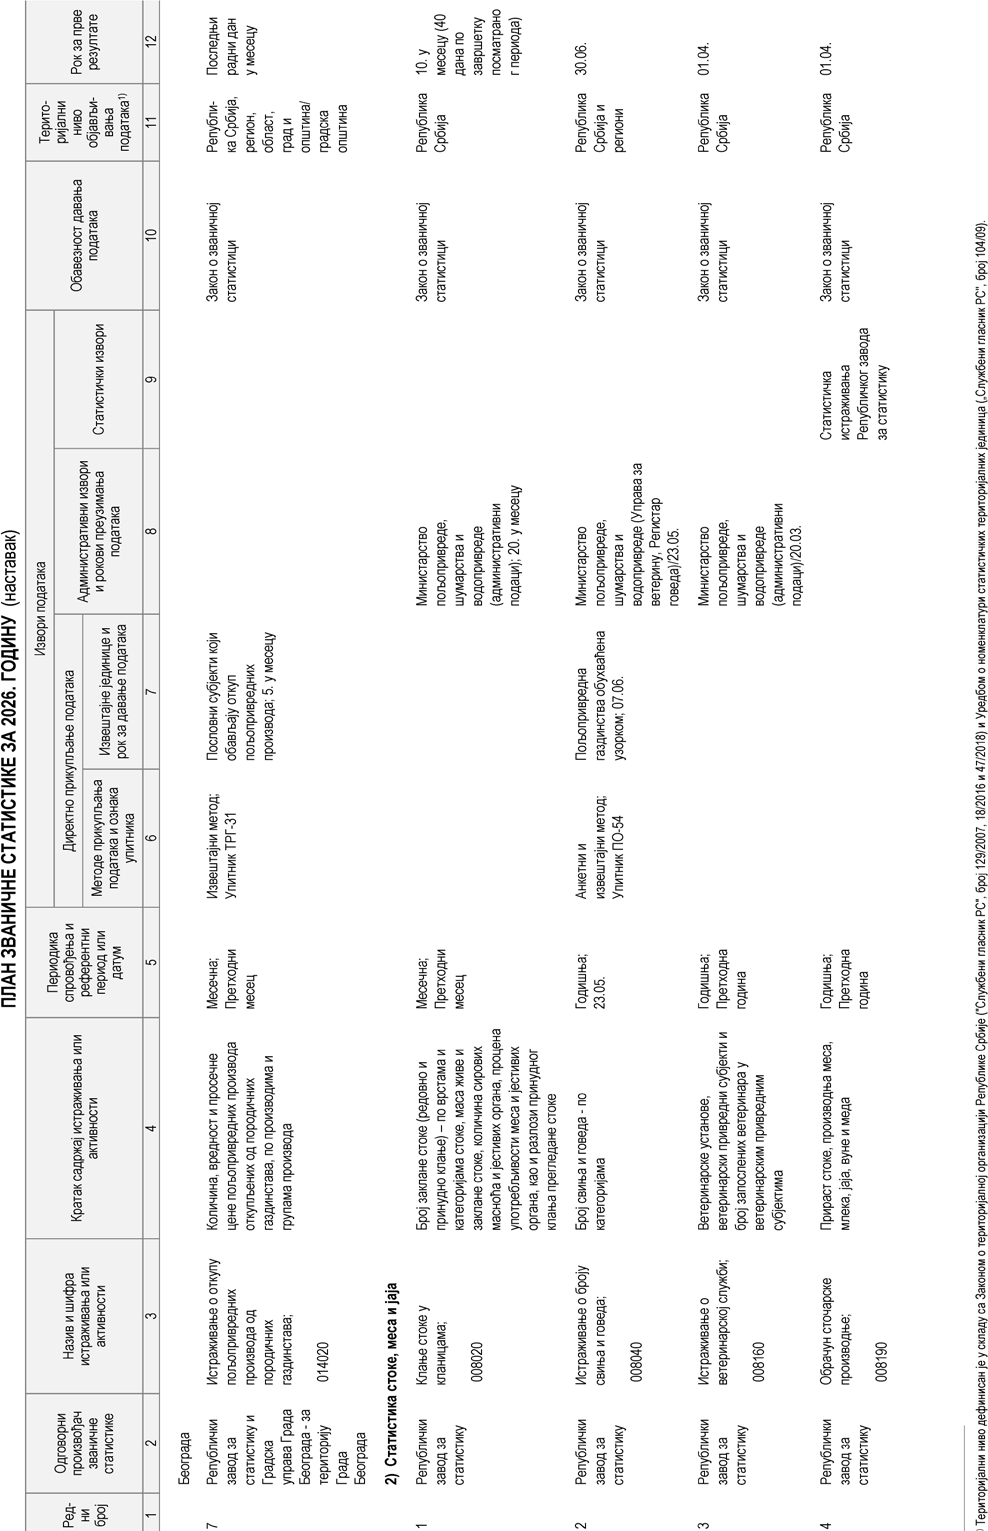 ПЛАН ЗВАНИЧНЕ СТАТИСТИКЕ ЗА 2026. ГОДИНУ (наставак)
Ред-
ни
број
Одговорни
произвођач
званичне
статистике
Назив и шифра
истраживања или
активности
Кратак садржај истраживања или
активности
Периодика
спровођења и
референтни
период или
датум
Извори података
Директно прикупљање података
Методе прикупљања
података и ознака
упитника
Извештајне јединице и
рок за давање података
Административни извори
и рокови преузимања
података
Статистички извори
Обавезност давања
података
Терито-
ријални
ниво
објављи-
вања
података1)
Рок за прве
резултате
1
2
3
4
5
6
7
8
9
10
11
12
Београда
7
Републички
завод за
статистику и
Градска
управа Града
Београда - за
територију
Града
Београда
Истраживање о откупу
пољопривредних
производа од
породичних
газдинстава;
014020
Количина, вредност и просечне
цене пољопривредних производа
откупљених од породичних
газдинстава, по производима и
групама производа
Месечна;
Претходни
месец
Извештајни метод;
Упитник ТРГ-31
Пословни субјекти који
обављају откуп
пољопривредних
производа; 5. у месецу
Закон о званичној
статистици
Републи-
ка Србија,
регион,
област,
град и
општина/
градска
општина
Последњи
радни дан
у месецу
2) Статистика стоке, меса и јаја
1
Републички
завод за
статистику
Клање стоке у
кланицама;
008020
Број заклане стоке (редовно и
принудно клање) – по врстама и
категоријама стоке, маса живе и
заклане стоке, количина сирових
масноћа и јестивих органа, процена
употребљивости меса и јестивих
органа, као и разлози принудног
клања прегледане стоке
Месечна;
Претходни
месец
Министарство
пољопривреде,
шумарства и
водопривреде
(административни
подаци); 20. у месецу
Закон о званичној
статистици
Република
Србија
10. у
месецу (40
дана по
завршетку
посматрано
г периода)
2
Републички
завод за
статистику
Истраживање о броју
свиња и говеда;
008040
Број свиња и говеда - по
категоријама
Годишња;
23.05.
Анкетни и
извештајни метод;
Упитник ПО-54
Пољопривредна
газдинства обухваћена
узорком; 07.06.
Министарство
пољопривреде,
шумарства и
водопривреде (Управа за
ветерину, Регистар
говеда)/23.05.
Закон о званичној
статистици
Република
Србија и
региони
30.06.
3
Републички
завод за
статистику
Истраживање о
ветеринарској служби;
008160
Ветеринарске установе,
ветеринарски привредни субјекти и
број запослених ветеринара у
ветеринарским привредним
субјектима
Годишња;
Претходна
година
Министарство
пољопривреде,
шумарства и
водопривреде
(административни
подаци)/20.03.
Закон о званичној
статистици
Република
Србија
01.04.
4
Републички
завод за
статистику
Обрачун сточарске
производње;
008190
Прираст стоке, производња меса,
млека, јаја, вуне и меда
Годишња;
Претходна
година
Статистичка
истраживања
Републичког завода
за статистику
Закон о званичној
статистици
Република
Србија
01.04.
) Територијални ниво дефинисан је у складу са Законом о територијалној организацији Републике Србије ("Службени гласник РС", број 129/2007, 18/2016 и 47/2018) и Уредбом о номенклатури статистичких територијалних јединица („Службени гласник РС", број 104/09).